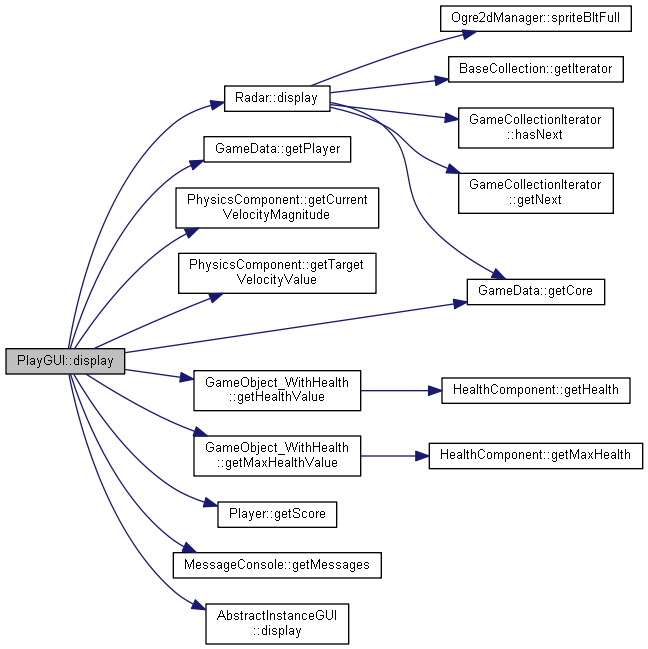 Ogre2dManager::spriteBltFull
BaseCollection::getIterator
Radar::display
GameCollectionIterator
::hasNext
GameData::getPlayer
GameCollectionIterator
::getNext
PhysicsComponent::getCurrent
VelocityMagnitude
PhysicsComponent::getTarget
VelocityValue
GameData::getCore
PlayGUI::display
GameObject_WithHealth
::getHealthValue
HealthComponent::getHealth
GameObject_WithHealth
::getMaxHealthValue
HealthComponent::getMaxHealth
Player::getScore
MessageConsole::getMessages
AbstractInstanceGUI
::display